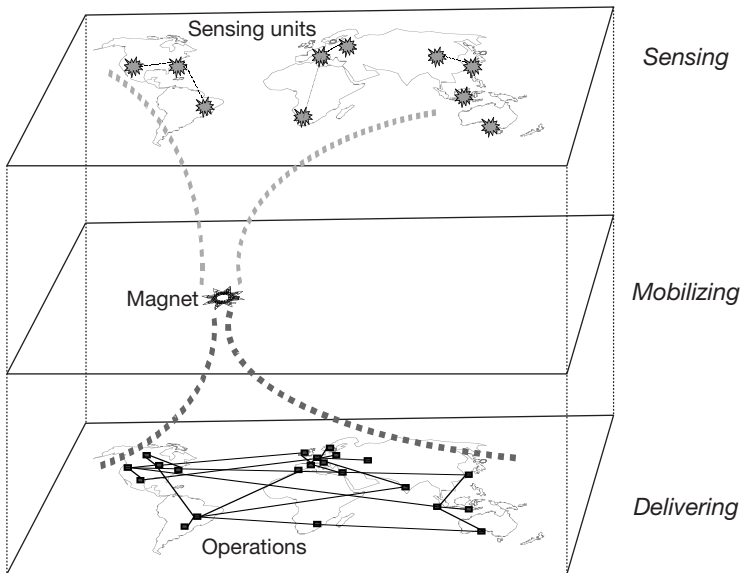 Sensing units
Sensing
Magnet
Mobilizing
Operations
Delivering